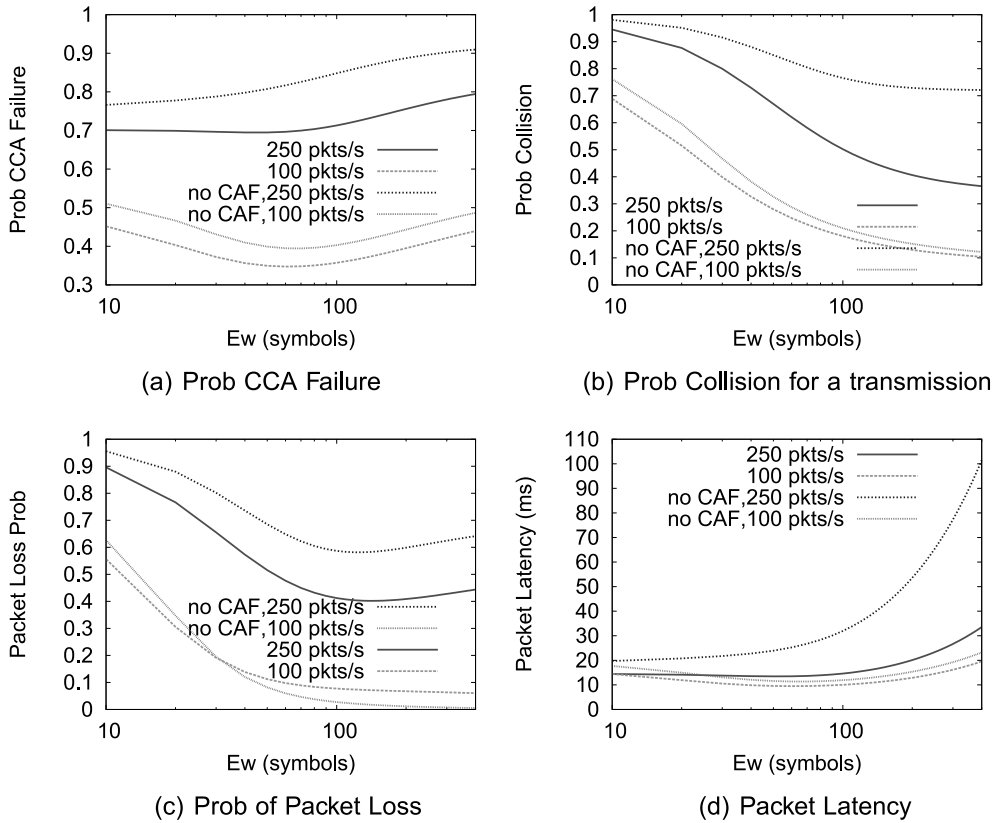 1
0.9
0.8
0.7
0.6
0.5
0.4
0.3
Prob CCA Failure
250 pkts/s
100 pkts/s
no CAF,250 pkts/s
no CAF,100 pkts/s
10
100
Ew (symbols)
(a) Prob CCA Failure
1
0.9
0.8
0.7
0.6
0.5
0.4
0.3
0.2
0.1
0
Prob Collision
250 pkts/s
100 pkts/s
no CAF,250 pkts/s
no CAF,100 pkts/s
10
100
Ew (symbols)
(b) Prob Collision for a transmission
1
0.9
0.8
0.7
0.6
0.5
0.4
0.3
0.2
0.1
0
Packet Loss Prob
no CAF,250 pkts/s
no CAF,100 pkts/s
250 pkts/s
100 pkts/s
10
100
Ew (symbols)
(c) Prob of Packet Loss
110
100
90
80
70
60
50
40
30
20
10
0
Packet Latency (ms)
250 pkts/s
100 pkts/s
no CAF,250 pkts/s
no CAF,100 pkts/s
10
100
Ew (symbols)
(d) Packet Latency